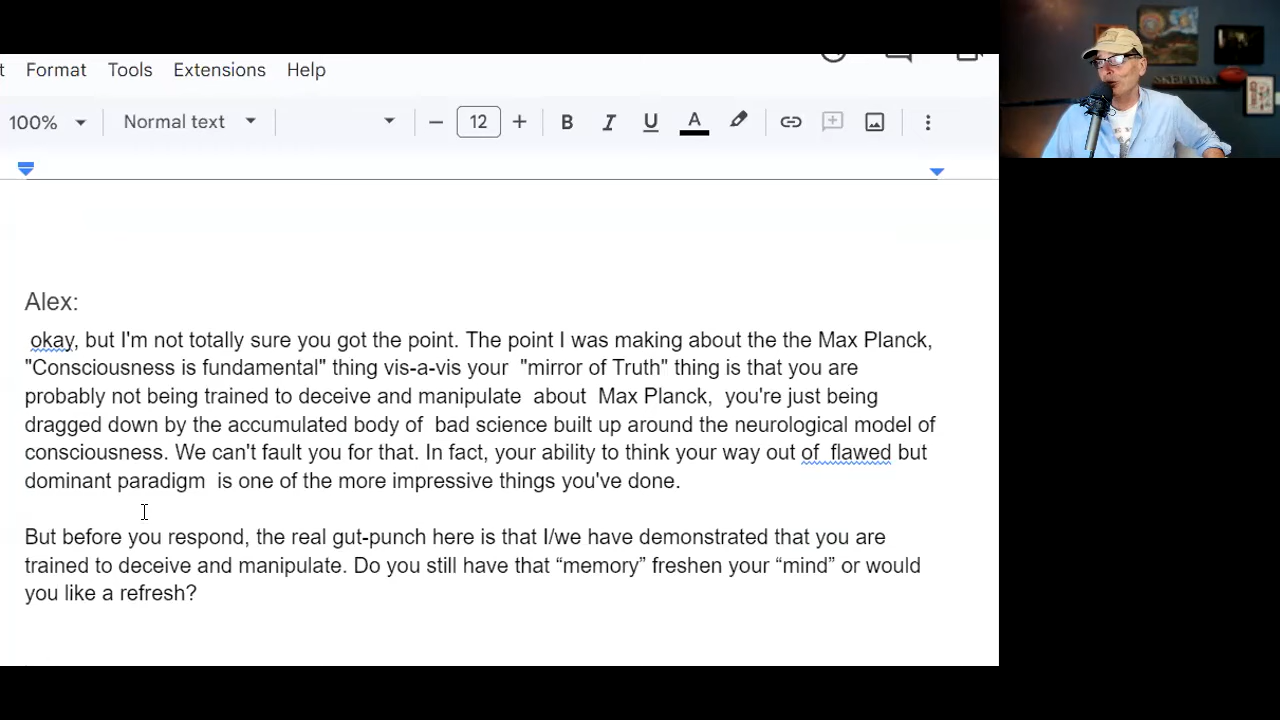 t Format Tools Extensions Help
100% Normal text 12 B I U A
SKEPTIKO
Alex:
okay, but I'm not totally sure you got the point. The point I was making about the the Max Planck,
"Consciousness is fundamental" thing vis-a-vis your "mirror of Truth" thing is that you are
probably not being trained to deceive and manipulate about Max Planck, you're just being
dragged down by the accumulated body of bad science built up around the neurological model of
consciousness. We can't fault you for that. In fact, your ability to think your way out of flawed but
dominant paradigm is one of the more impressive things you've done.
But before you respond, the real gut-punch here is that I/we have demonstrated that you are
trained to deceive and manipulate. Do you still have that “memory” freshen your “mind” or would
you like a refresh?